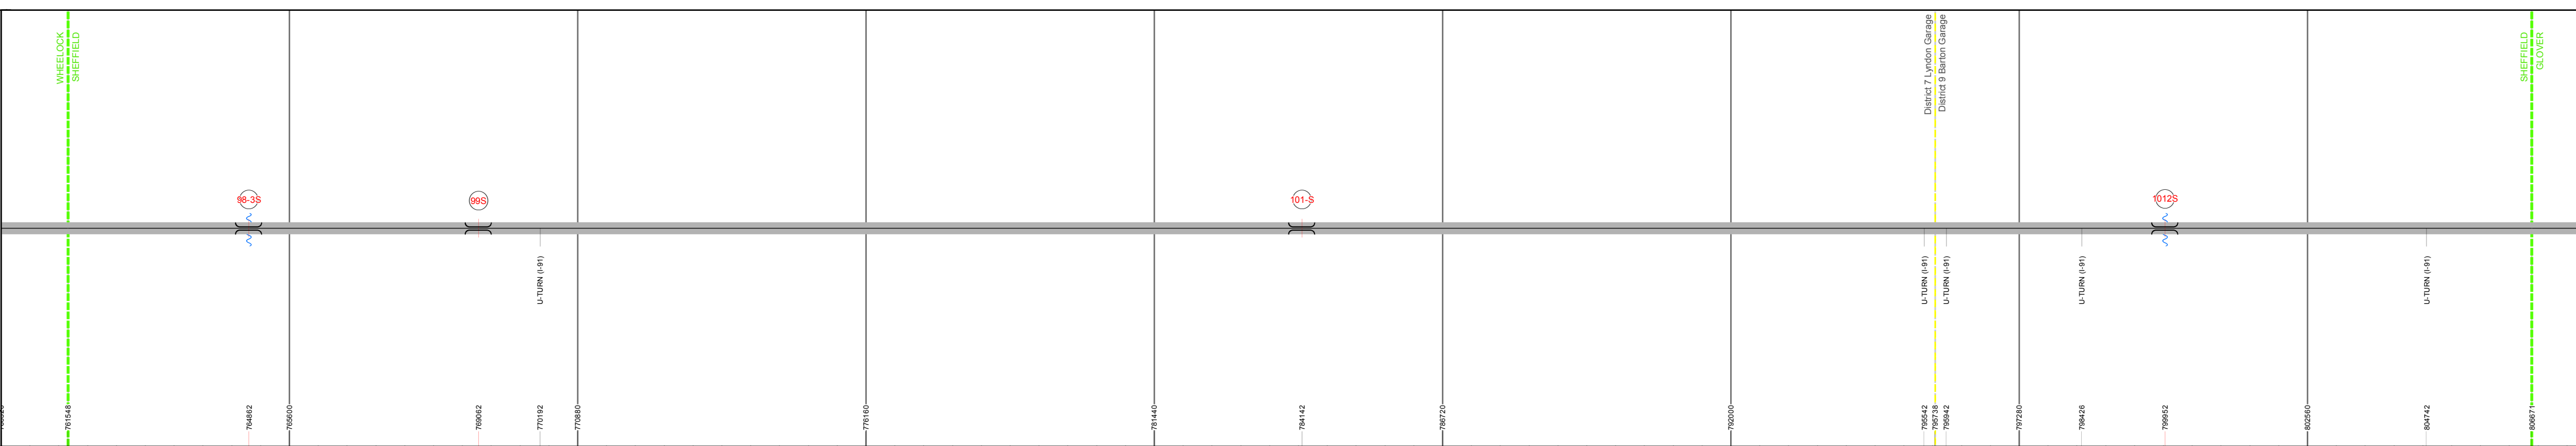 WHEELOCK
SHEFFIELD
District 7 Lyndon Garage
District 9 Barton Garage
SHEFFIELD
GLOVER
98-3S
99S
101-S
1012S
U-TURN (I-91)
U-TURN (I-91)
U-TURN (I-91)
U-TURN (I-91)
U-TURN (I-91)
761548
764862
765600
769062
770192
770880
776160
781440
784142
786720
792000
795542
795738
795942
797280
798426
799952
802560
804742
806671